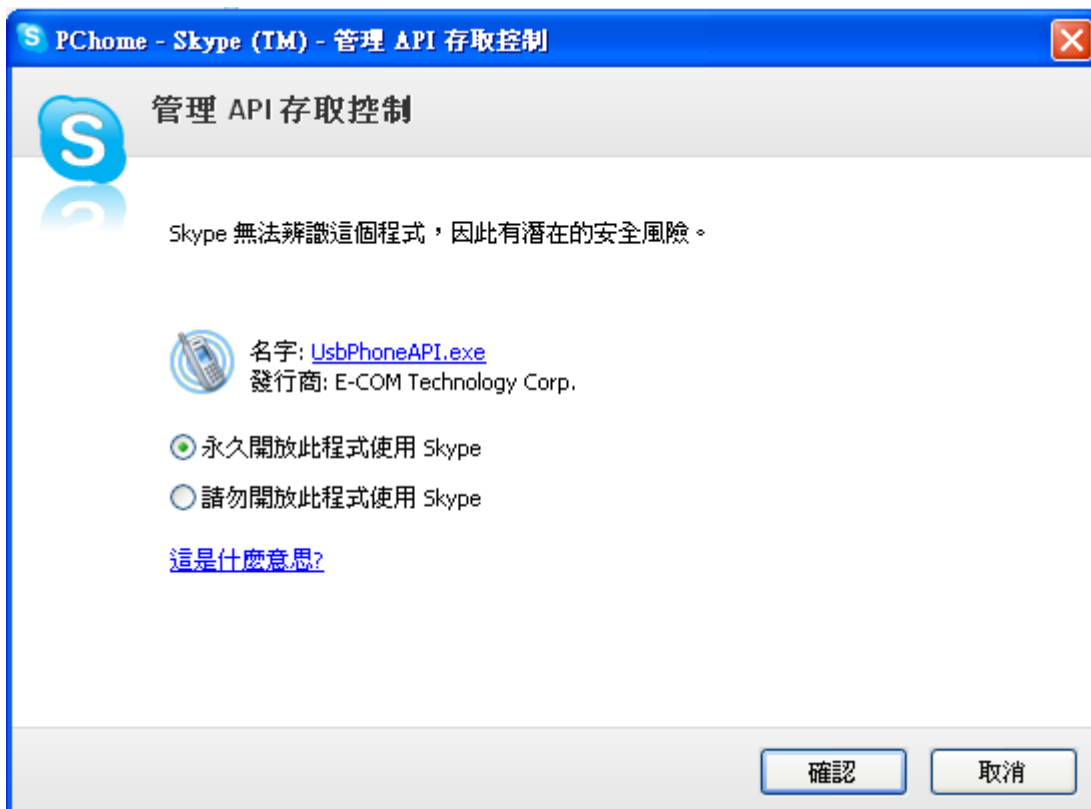 PChome - Skype (TM) - 管理 API 存取控制
管理 API 存取控制
Skype 無法辨識這個程式，因此有潛在的安全風險。
名字: UsbPhoneAPI.exe
發行商: E-COM Technology Corp.
永久開放此程式使用 Skype
請勿開放此程式使用 Skype
這是什麼意思?
確認
取消